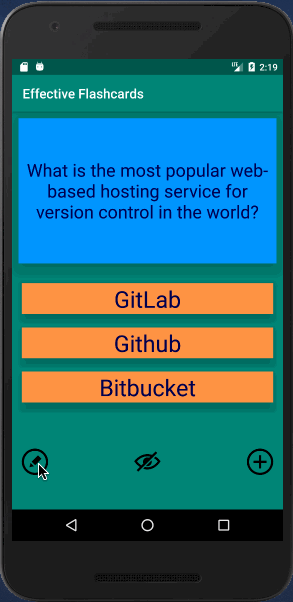 LTE 2:19
Effective Flashcards
What is the most popular web-
based hosting service for
version control in the world?
GitLab
Github
Bitbucket